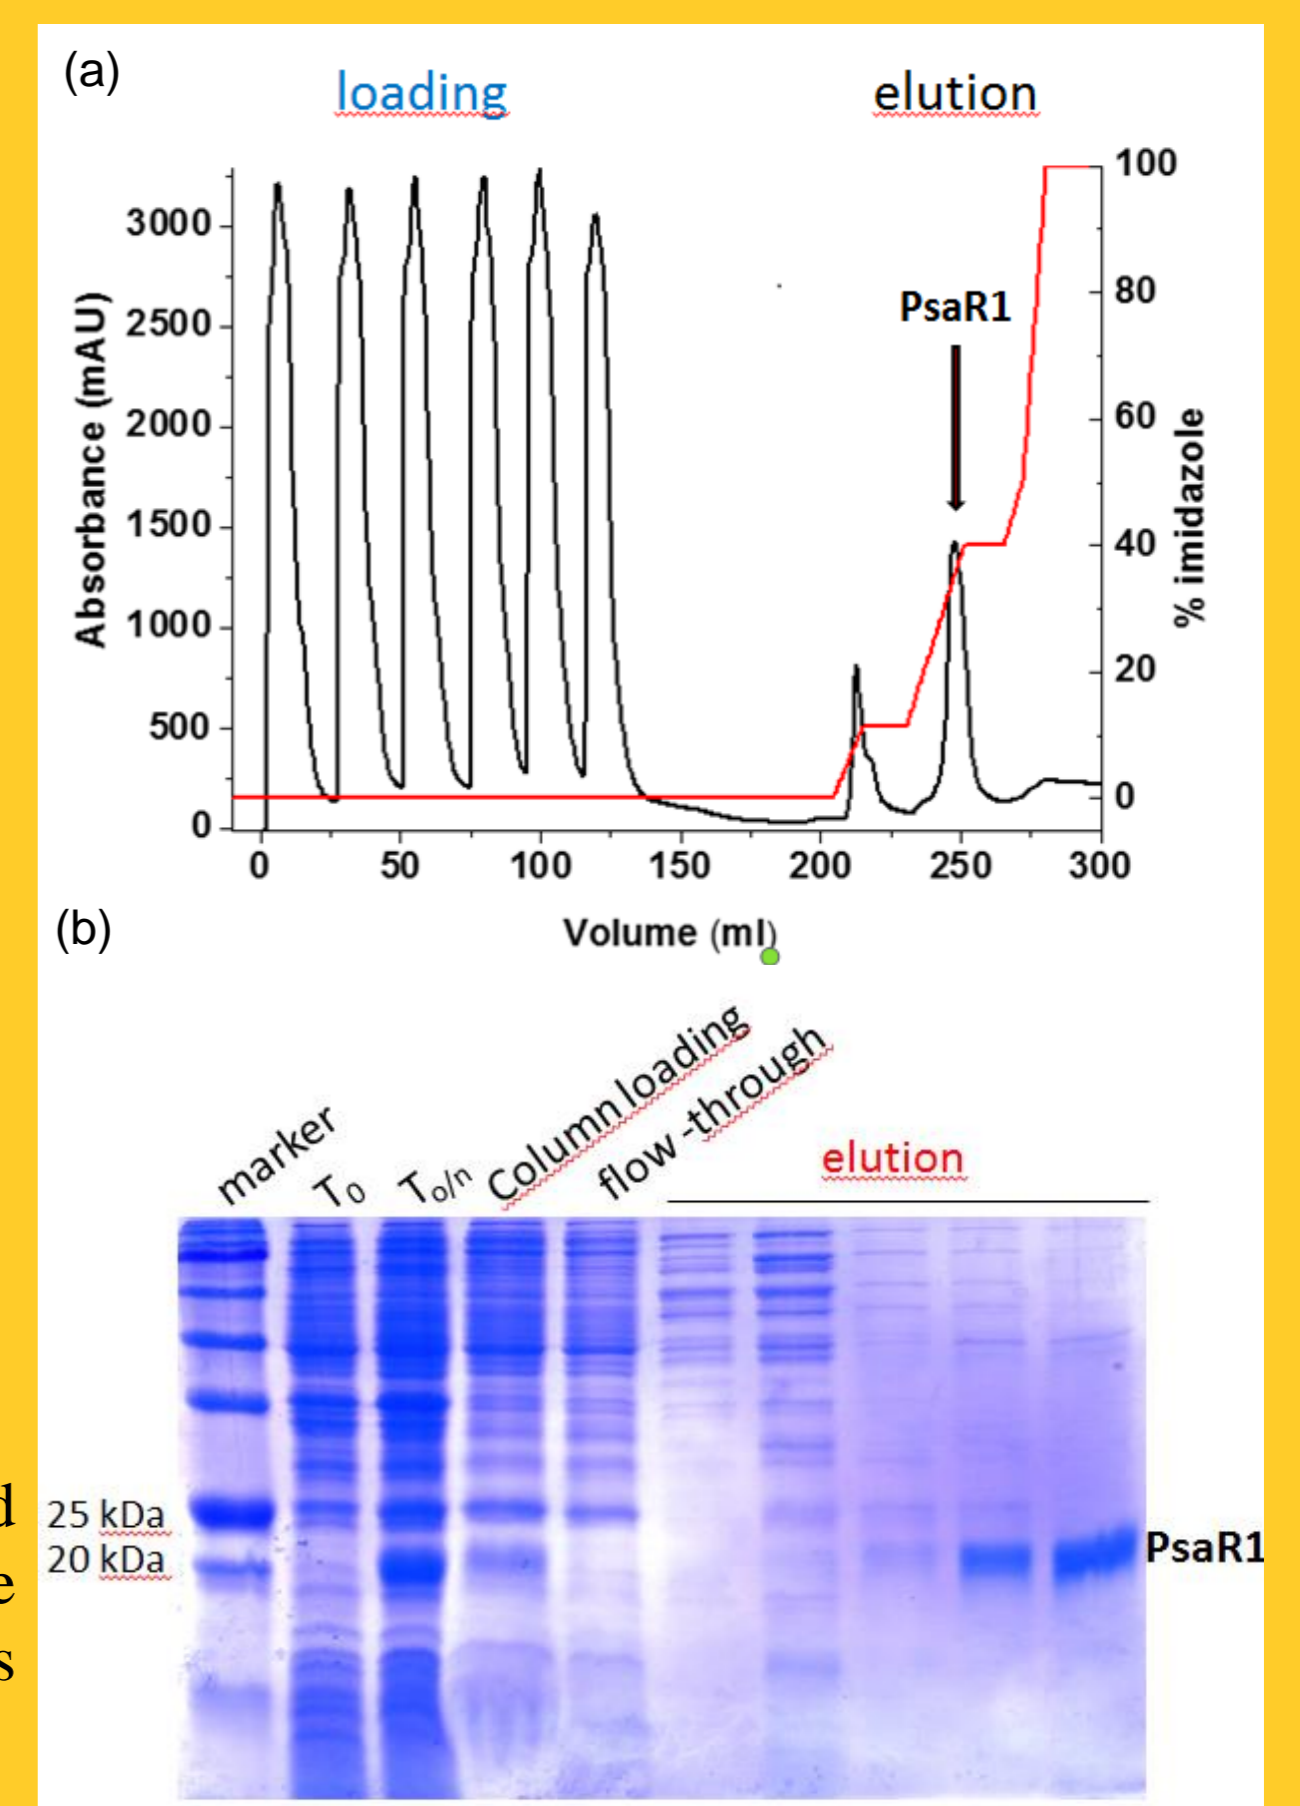 (a)
loading
elution
100
3000
2500
2000
1500
1000
500
0
Absorbance (mAU)
PsaR1
80
60
40
20
0
% imidazole
0 50 100 150 200 250 300
Volume (ml)
(b)
marker
T0
To/n
Column loading
flow -through
elution
25 kDa
20 kDa
PsaR1
d
e
s